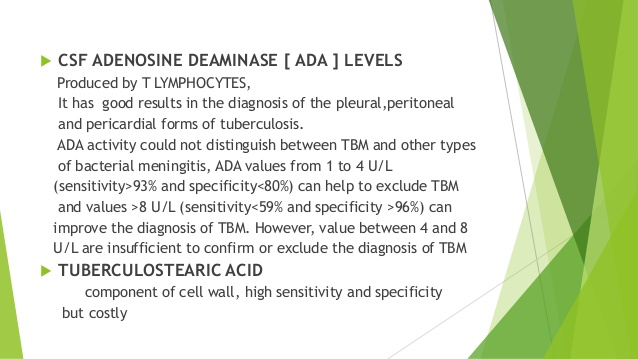 CSF ADENOSINE DEAMINASE [ ADA ] LEVELS
Produced by T LYMPHOCYTES,
It has good results in the diagnosis of the pleural,peritoneal
and pericardial forms of tuberculosis.
ADA activity could not distinguish between TBM and other types
of bacterial meningitis, ADA values from 1 to 4 U/L
(sensitivity>93% and specificity<80%) can help to exclude TBM
and values >8 U/L (sensitivity<59% and specificity >96%) can
improve the diagnosis of TBM. However, value between 4 and 8
U/L are insufficient to confirm or exclude the diagnosis of TBM
TUBERCULOSTEARIC ACID
component of cell wall, high sensitivity and specificity
but costly